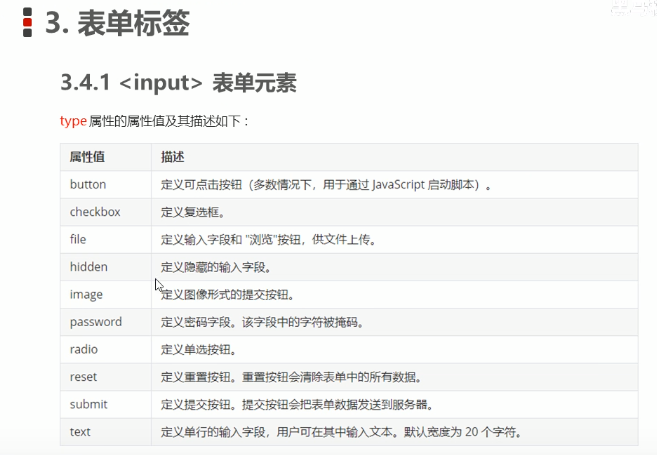 3. 表单标签
3.4.1 <input> 表单元素
type 属性的属性值及其描述如下：
属性值 描述
button 定义可点击按钮（多数情况下，用于通过 JavaScript 启动脚本）。
checkbox 定义复选框。
file 定义输入字段和 "浏览"按钮，供文件上传。
hidden 定义隐藏的输入字段。
image 定义图像形式的提交按钮。
password 定义密码字段。该字段中的字符被掩码。
radio 定义单选按钮。
reset 定义重置按钮。重置按钮会清除表单中的所有数据。
submit 定义提交按钮。提交按钮会把表单数据发送到服务器。
text 定义单行的输入字段，用户可在其中输入文本。默认宽度为 20 个字符。